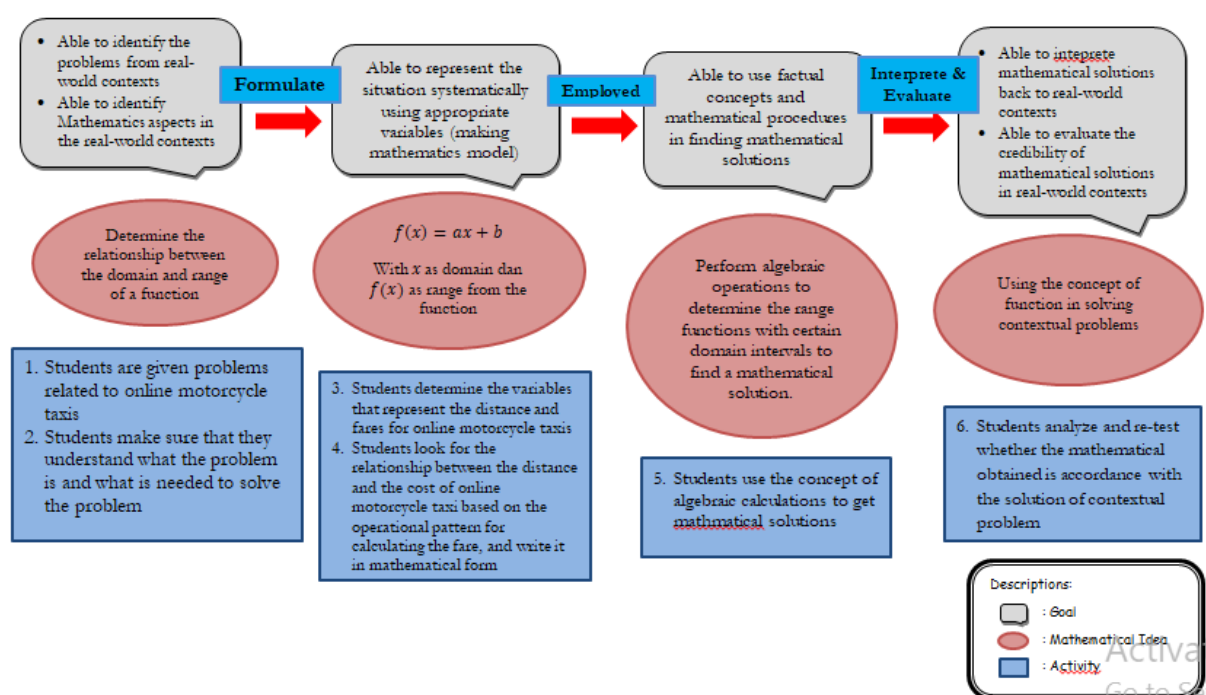 • Able to identify the
problems from real-
world contexts
• Able to identify
Mathematics aspects in
the real-world contexts
Formulate
Able to represent the
situation systematically
using appropriate
variables (making
mathematics model)
Employed
Able to use factual
concepts and
mathematical procedures
in finding mathematical
solutions
Interprete &
Evaluate
• Able to inteprete
mathematical solutions
back to real-world
contexts
• Able to evaluate the
credibility of
mathematical solutions
in real-world contexts
Determine the
relationship between
the domain and range
of a function
f(x) = ax + b
With x as domain dan
f(x) as range from the
function
Perform algebraic
operations to
determine the range
functions with certain
domain intervals to
find a mathematical
solution.
Using the concept of
function in solving
contextual problems
1. Students are given problems
related to online motorcycle
taxis
2. Students make sure that they
understand what the problem
is and what is needed to solve
the problem
3. Students determine the variables
that represent the distance and
fares for online motorcycle taxis
4. Students look for the
relationship between the distance
and the cost of online
motorcycle taxi based on the
operational pattern for
calculating the fare, and write it
in mathematical form
5. Students use the concept of
algebraic calculations to get
mathmatical solutions
6. Students analyze and re-test
whether the mathematical
obtained is accordance with
the solution of contextual
problem
Descriptions:
: Goal
: Mathematical Idea
: Activity
Activa
Go to Se